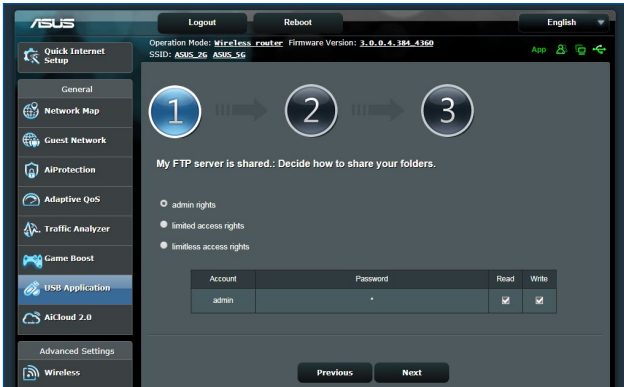 ASUS
Logout
Reboot
English
Quick Internet
Setup
Operation Mode: Wireless router Firmware Version: 3.0.0.4.384_4360
SSID: ASUS_2G ASUS_5G
App
General
Network Map
Guest Network
AiProtection
Adaptive QoS
Traffic Analyzer
Game Boost
USB Application
AiCloud 2.0
Advanced Settings
Wireless
1 2 3
My FTP server is shared.: Decide how to share your folders.
admin rights
limited access rights
limitless access rights
Account Password Read Write
admin *
Previous Next